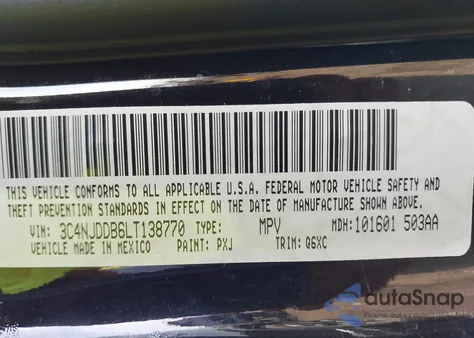 THIS VEHICLE CONFORMS TO ALL APPLICABLE U.S.A. FEDERAL MOTOR VEHICLE SAFETY AND
THEFT PREVENTION STANDARDS IN EFFECT ON THE DATE OF MANUFACTURE SHOWN ABOVE.
VIN: 3C4NJDDB6LT138770 TYPE: MPV MDH: 101601 503AA
VEHICLE MADE IN MEXICO PAINT: PXJ TRIM: Q6XC
autoSnap
Pewne auta z